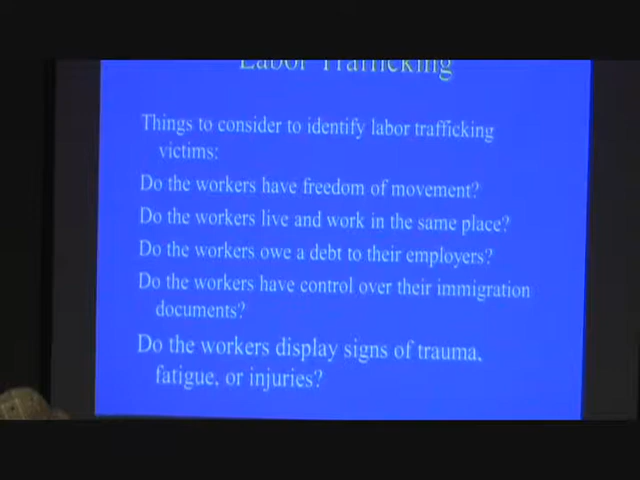 Labor Trafficking
Things to consider to identify labor trafficking
victims:
Do the workers have freedom of movement?
Do the workers live and work in the same place?
Do the workers owe a debt to their employers?
Do the workers have control over their immigration
documents?
Do the workers display signs of trauma,
fatigue, or injuries?